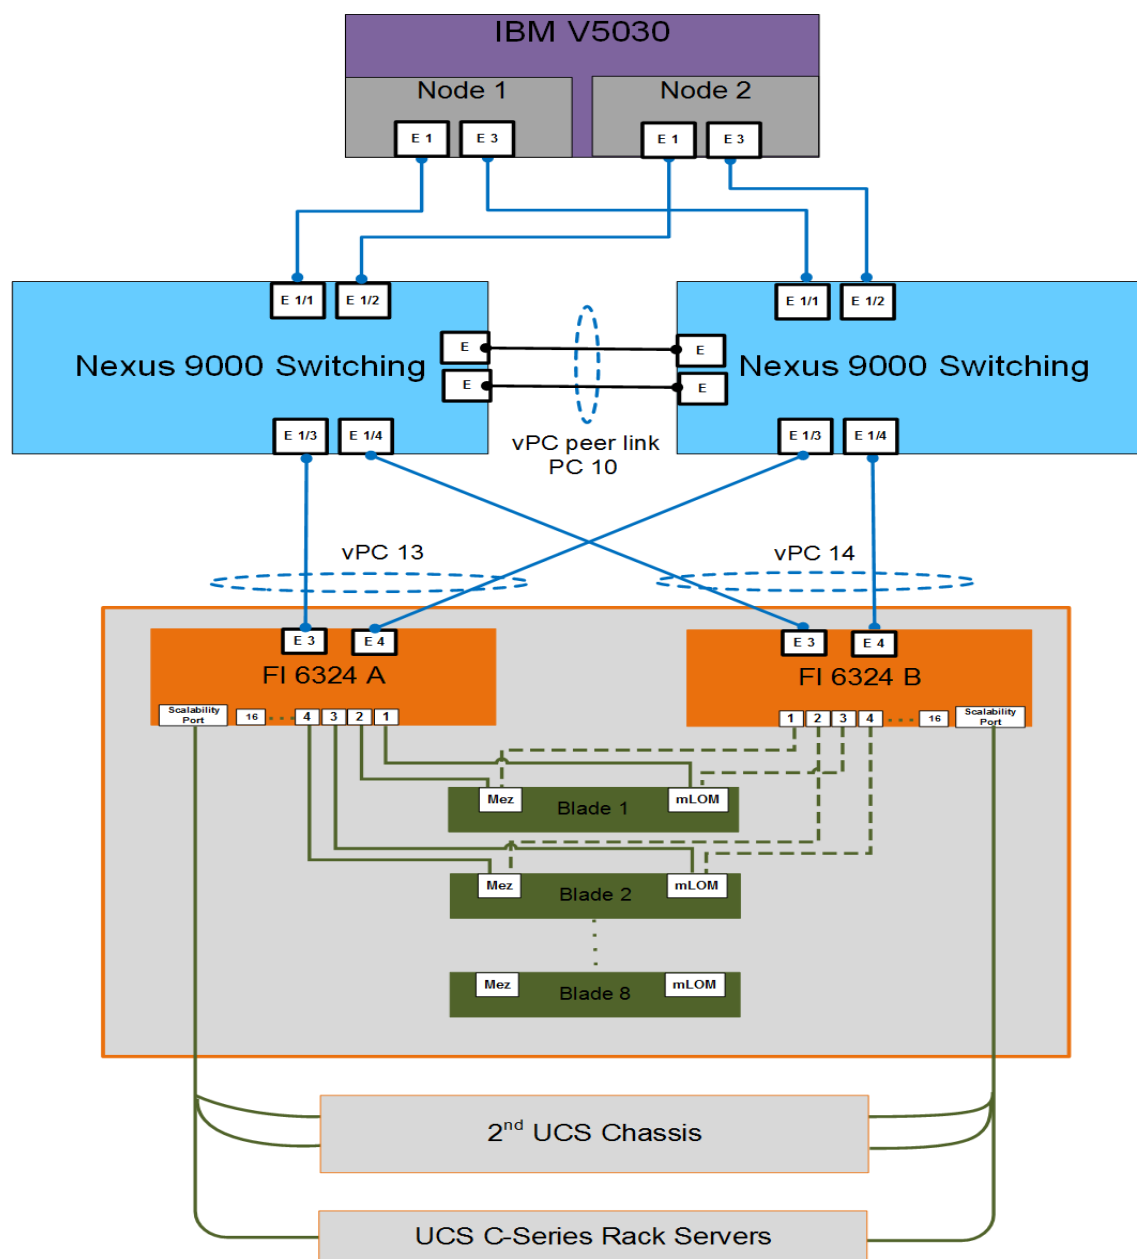 IBM V5030
Node 1
Node 2
E 1
E 3
E 1
E 3
E 1/1
E 1/2
E 1/1
E 1/2
E
E
E
E
Nexus 9000 Switching
Nexus 9000 Switching
E 1/3
E 1/4
E 1/3
E 1/4
vPC peer link
PC 10
vPC 13
vPC 14
E 3
E 4
E 3
E 4
FI 6324 A
FI 6324 B
Scalability
Port
16
4
3
2
1
1
2
3
4
16
Scalability
Port
Mez
Blade 1
mLOM
Mez
Blade 2
mLOM
Mez
Blade 8
mLOM
2nd UCS Chassis
UCS C-Series Rack Servers